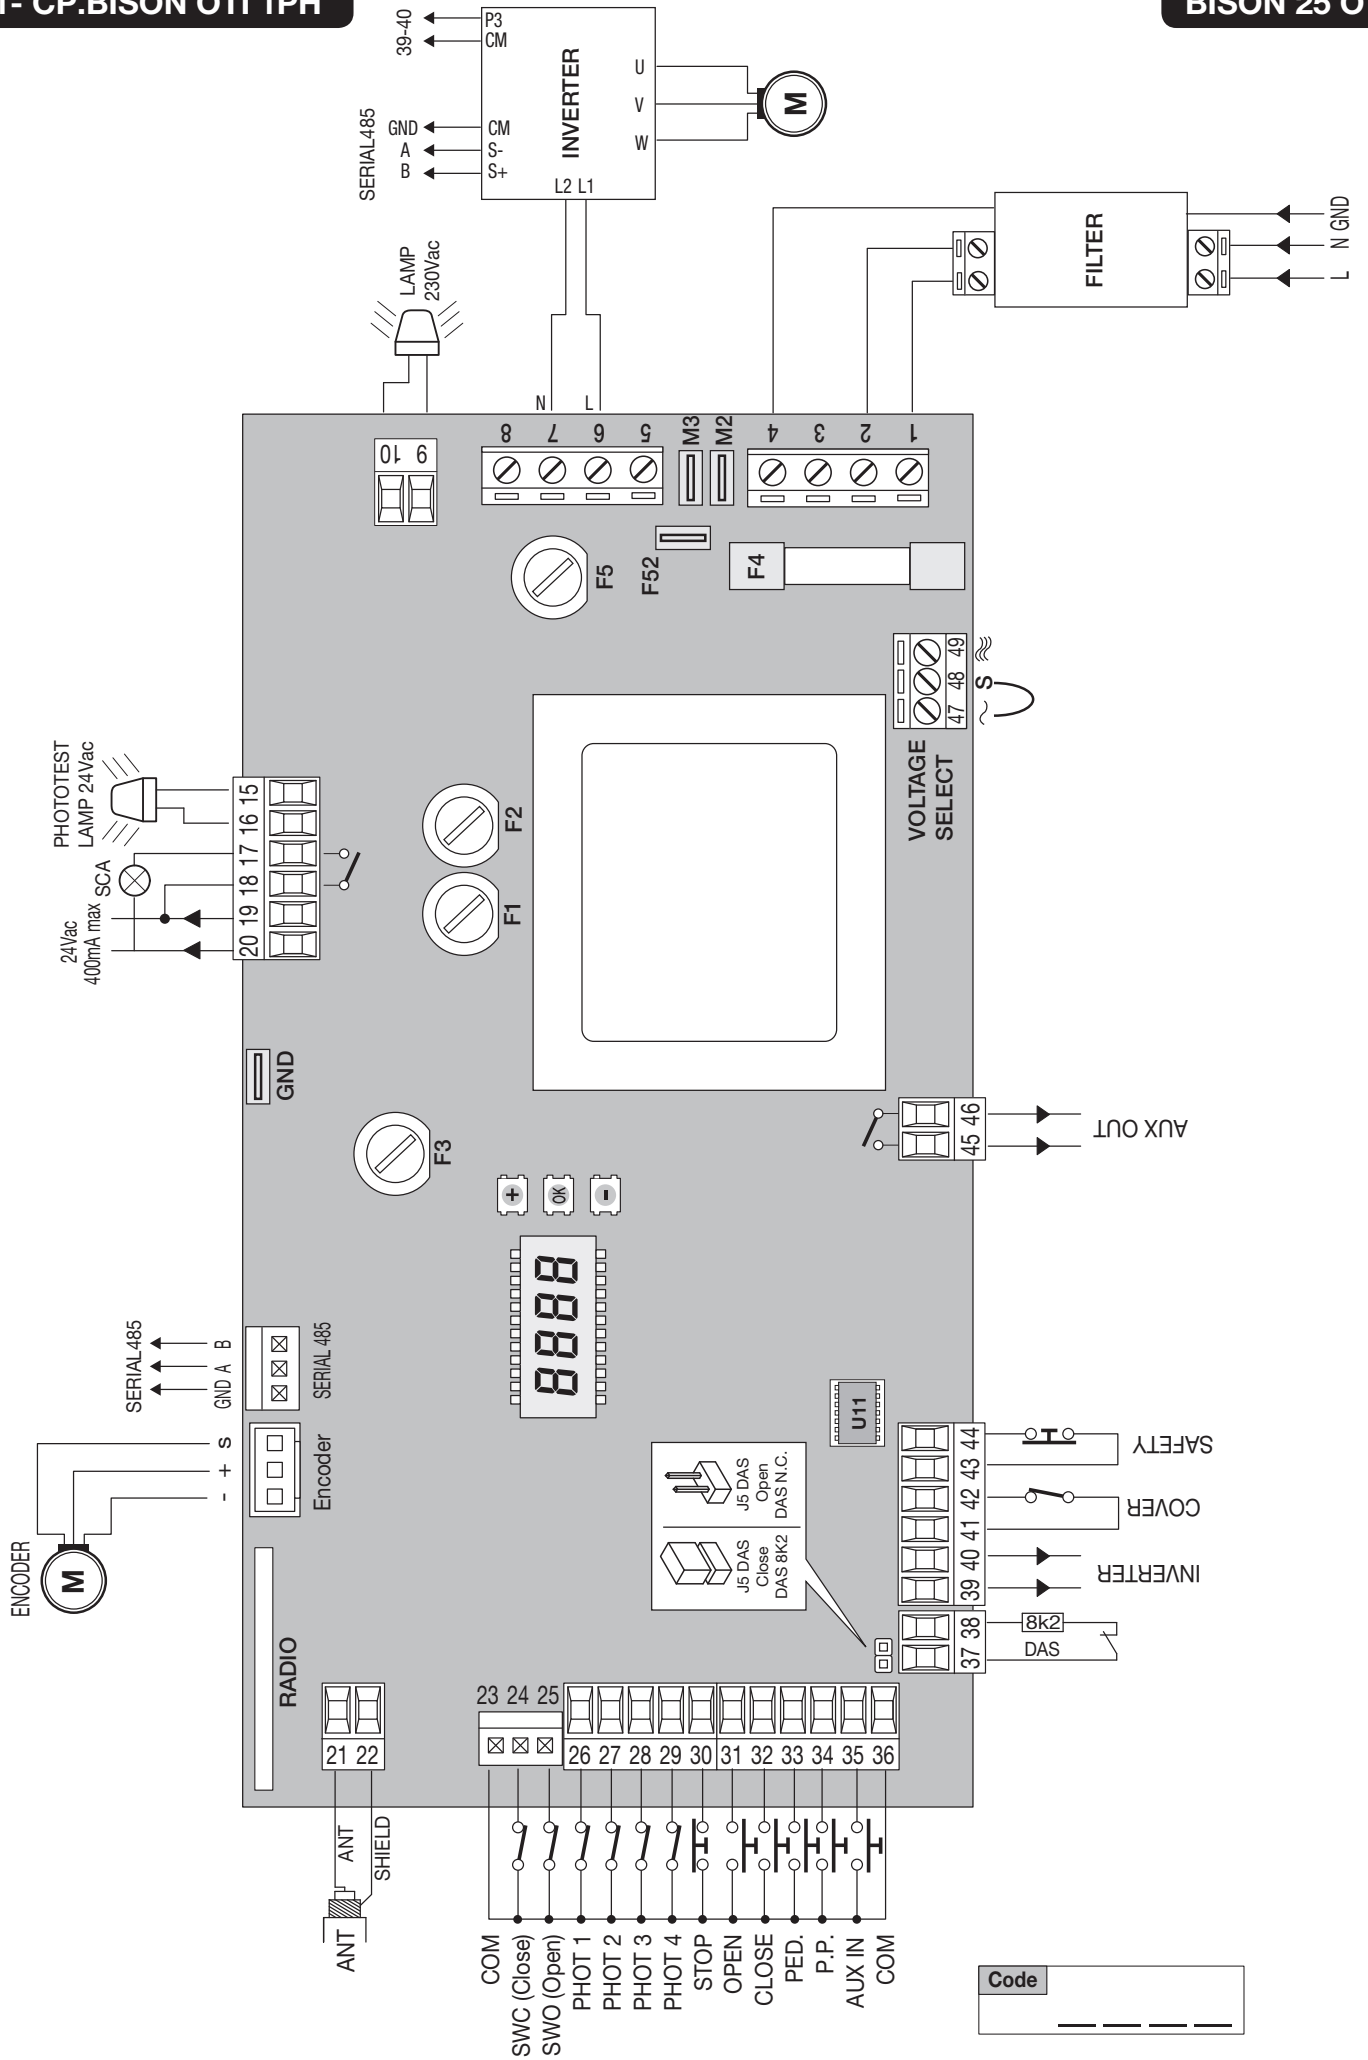 1- CP.BISON OTI 1PH
BISON 25 O
39-40
P3
CM
SERIAL485
GND
A
B
CM
S-
S+
INVERTER
U
V
W
M
L2 L1
LAMP
230Vac
FILTER
GND
N
L
N
L
10 9
8 7 6 5
M3
M2
4 3 2 1
F5
F52
F4
47 48 49
S
VOLTAGE
SELECT
PHOTOTEST
LAMP 24Vac
SCA
24Vac
400mA max
20 19 18 17 16 15
F2
F1
GND
F3
+
OK
-
8888
45 46
AUX OUT
SERIAL485
GND A B
SERIAL 485
ENCODER
M
- + S
Encoder
U11
J5 DAS
Open
DAS N.C.
J5 DAS
Close
DAS 8K2
39 40 41 42 43 44
SAFETY
COVER
INVERTER
37 38
8k2
DAS
RADIO
21 22
ANT
SHIELD
ANT
23 24 25
26 27 28 29 30 31 32 33 34 35 36
COM
SWC (Close)
SWO (Open)
PHOT 1
PHOT 2
PHOT 3
PHOT 4
STOP
OPEN
CLOSE
PED.
P.P.
AUX IN
COM
Code